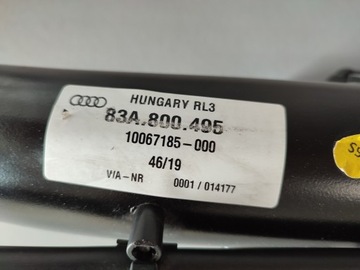 HUNGARY RL3
83A.800.495
10067185-000
46/19
V/A-NR 0001 / 014177